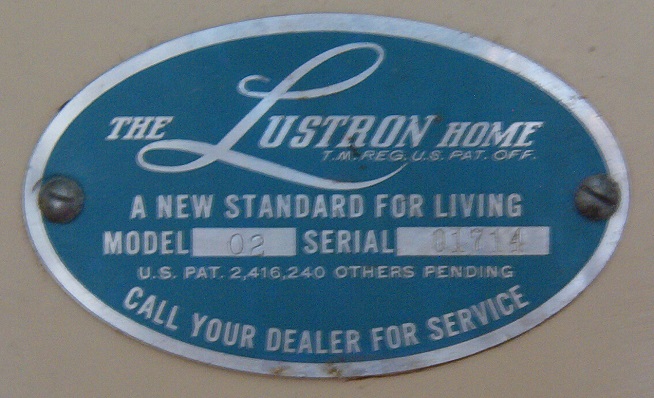 THE LUSTRON HOME
T.M. REG. U.S. PAT. OFF.
A NEW STANDARD FOR LIVING
MODEL 02 SERIAL 01714
U.S. PAT. 2,416,240 OTHERS PENDING
CALL YOUR DEALER FOR SERVICE